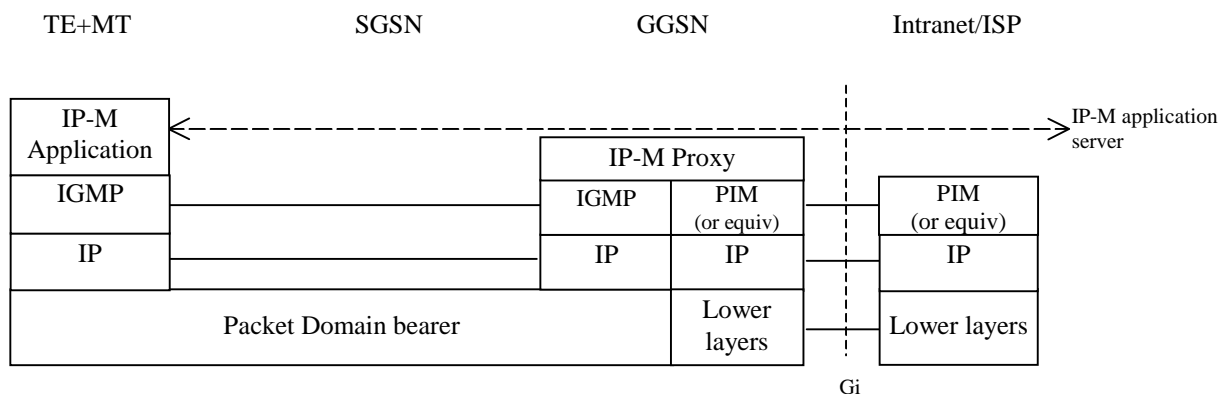 TE+MT
SGSN
GGSN
Intranet/ISP
IP-M
Application
IP-M application
server
IP-M Proxy
IGMP
IGMP
PIM
(or equiv)
PIM
(or equiv)
IP
IP
IP
IP
Packet Domain bearer
Lower
layers
Lower layers
Gi